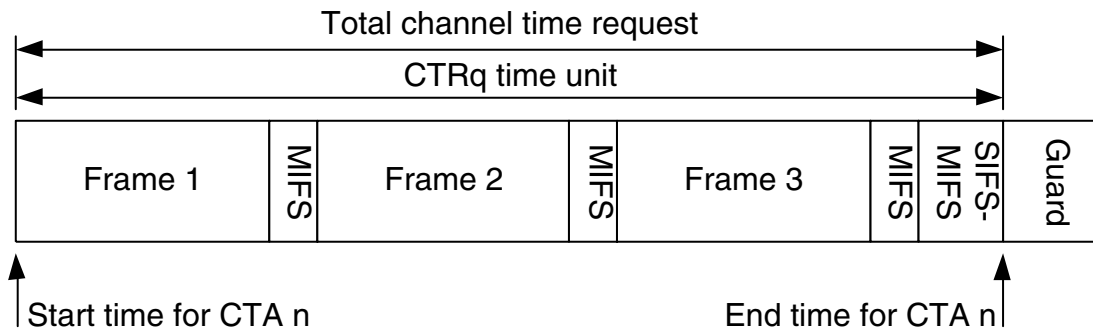 Total channel time request
CTRq time unit
Frame 1
MIFS
Frame 2
MIFS
Frame 3
MIFS
SIFS-
MIFS
Guard
Start time for CTA n
End time for CTA n